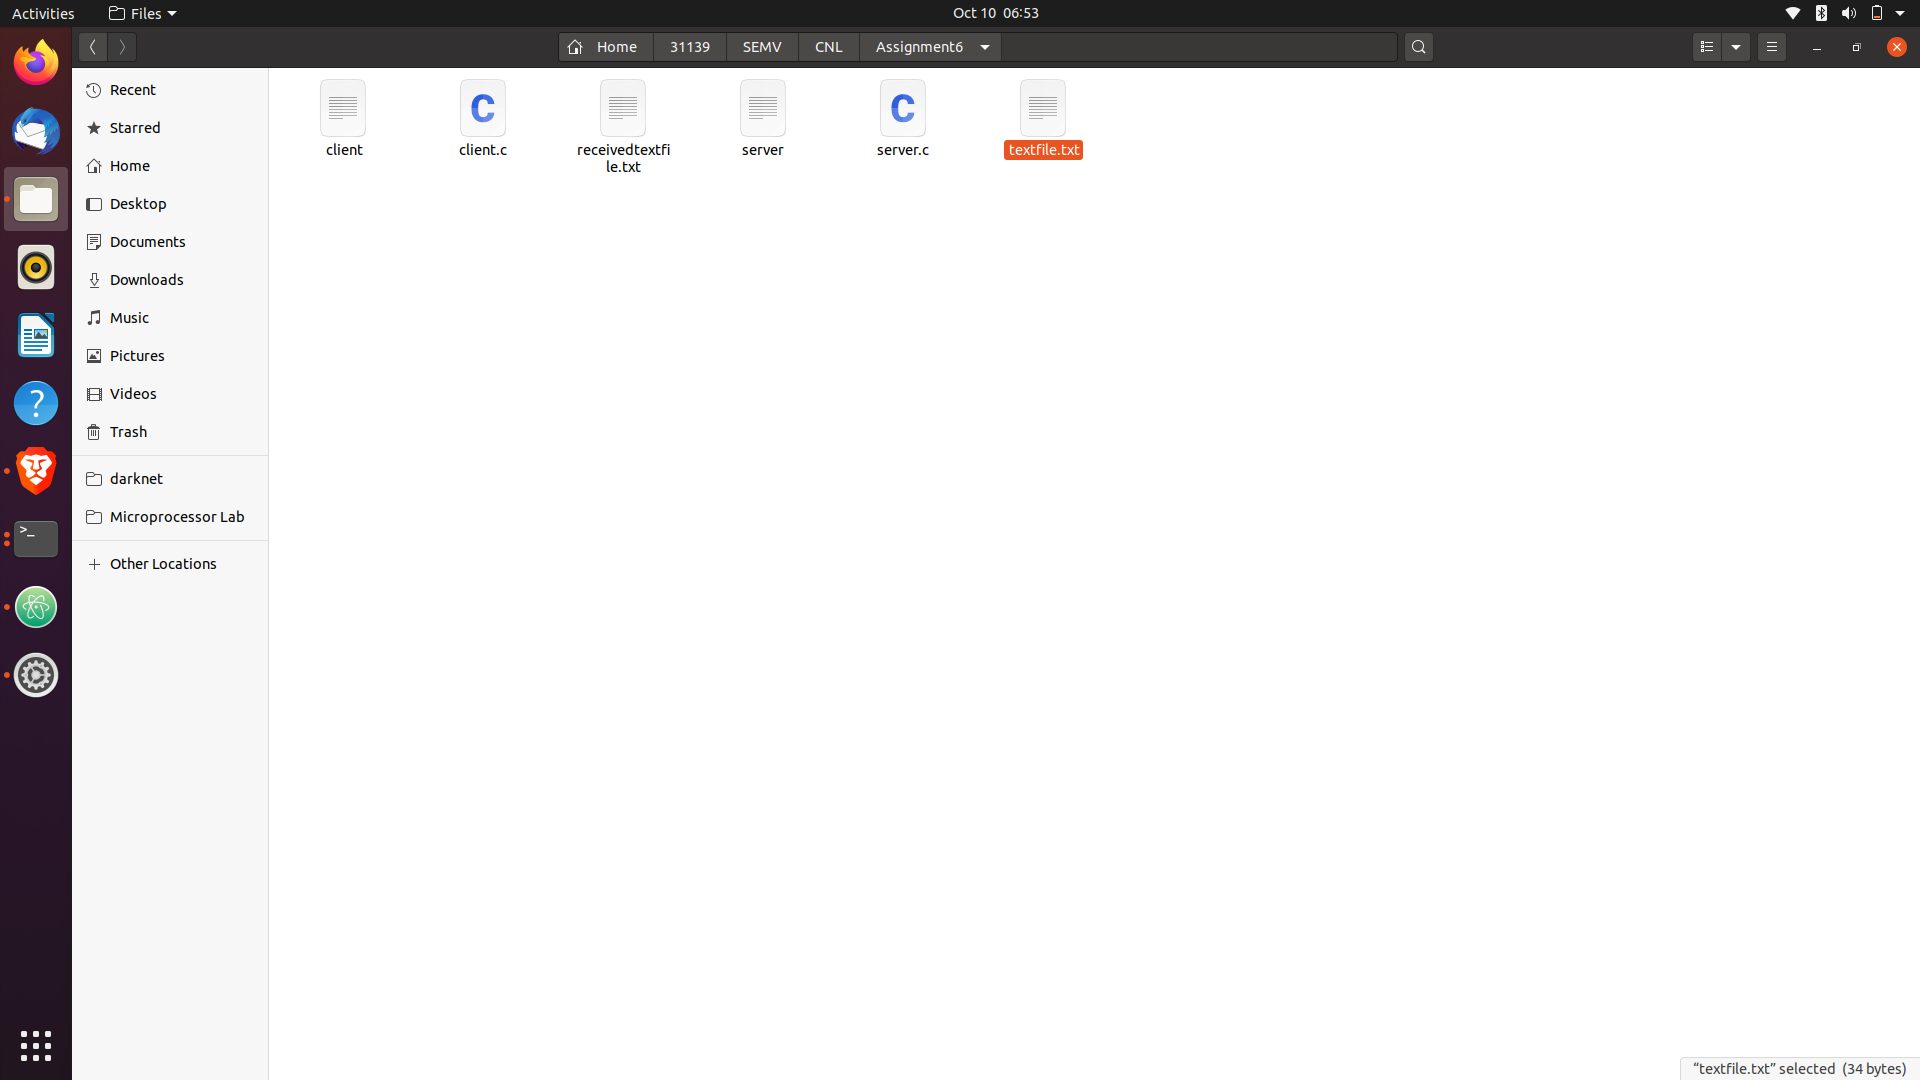 Activities Files Oct 10 06:53
Home 31139 SEMV CNL Assignment6
Recent
Starred
Home
Desktop
Documents
Downloads
Music
Pictures
Videos
Trash
darknet
Microprocessor Lab
Other Locations
client
client.c
receivedtextfi
le.txt
server
server.c
textfile.txt
“textfile.txt” selected (34 bytes)